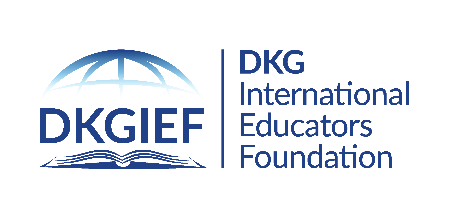 DKGIEF
DKG
International
Educators
Foundation